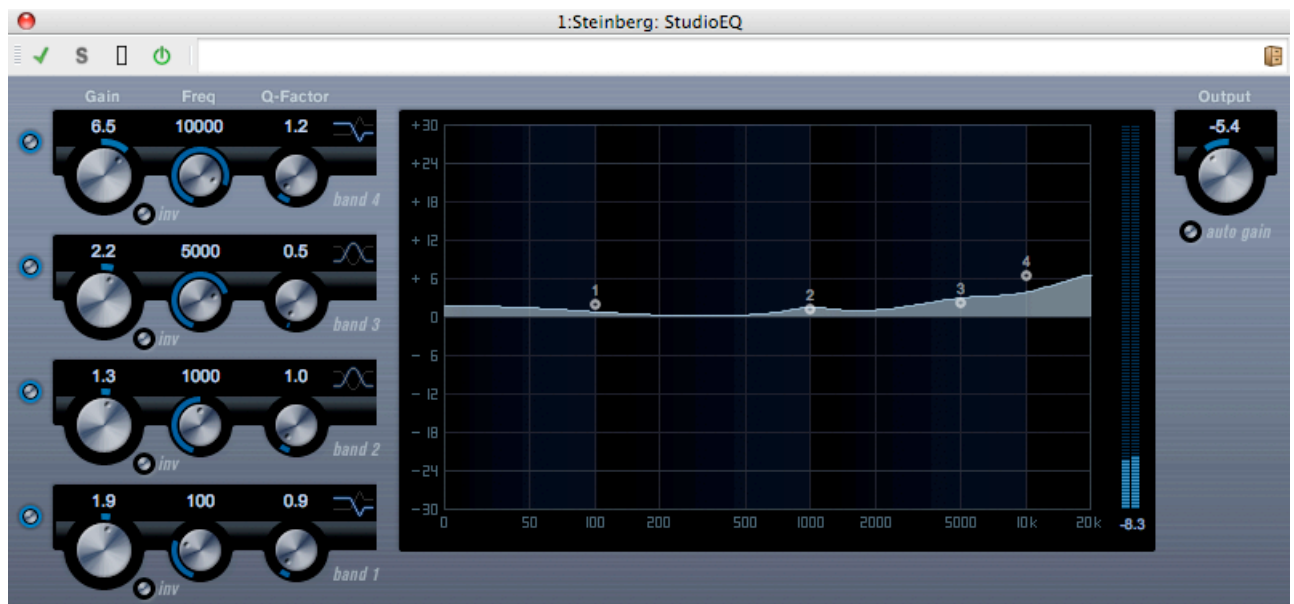 1:Steinberg: StudioEQ
S
Gain Freq Q-Factor
6.5 10000 1.2
inv band 4
2.2 5000 0.5
inv band 3
1.3 1000 1.0
inv band 2
1.9 100 0.9
inv band 1
+30
+24
+18
+12
+ 6
0
- 6
- 12
- 18
-24
-30
1 2 3 4
0 50 100 200 500 1000 2000 5000 10k 20k
-8.3
Output
-5.4
auto gain